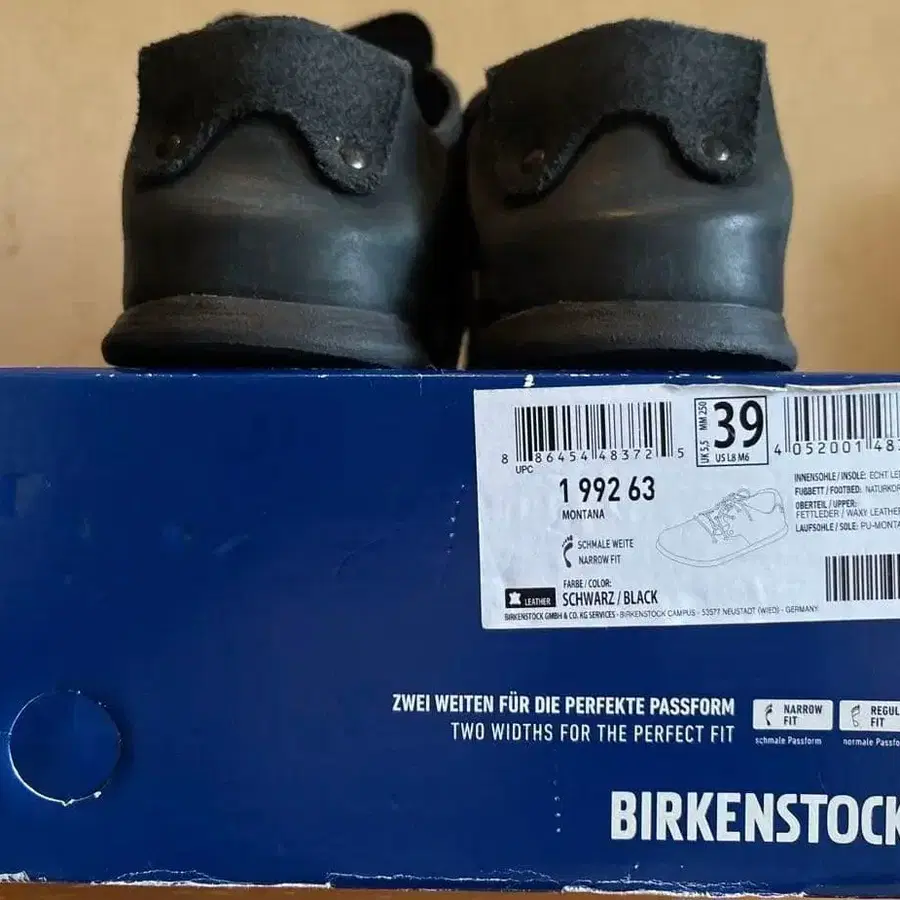 8 86454 48372 5
UPC
UK 5.5 MM 250
39
US L8 M6
4 052001 48
1 992 63
MONTANA
SCHMALE WEITE
NARROW FIT
LEATHER
FARBE / COLOR:
SCHWARZ / BLACK
INNENSOHLE / INSOLE: ECHT LE
FUßBETT / FOOTBED: NATURKOR
OBERTEIL / UPPER:
FETTLEDER / WAXY LEATHER
LAUFSOHLE / SOLE: PU-MONTA
BIRKENSTOCK GMBH & CO. KG SERVICES · BIRKENSTOCK CAMPUS · 53577 NEUSTADT (WIED) · GERMANY
ZWEI WEITEN FÜR DIE PERFEKTE PASSFORM
TWO WIDTHS FOR THE PERFECT FIT
NARROW
FIT
schmale Passform
REGUL
FIT
normale Passfo
BIRKENSTOCK